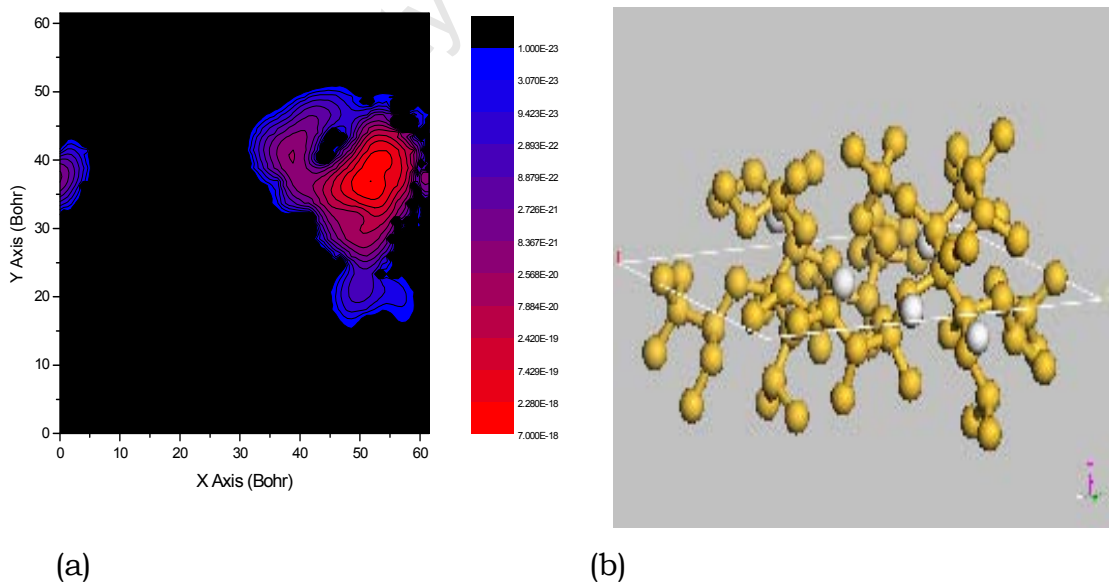 60
50
40
30
20
10
0
Y Axis (Bohr)
0 10 20 30 40 50 60
X Axis (Bohr)
1.000E-23
3.070E-23
9.423E-23
2.893E-22
8.879E-22
2.726E-21
8.367E-21
2.568E-20
7.884E-20
2.420E-19
7.429E-19
2.280E-18
7.000E-18
(a) (b)